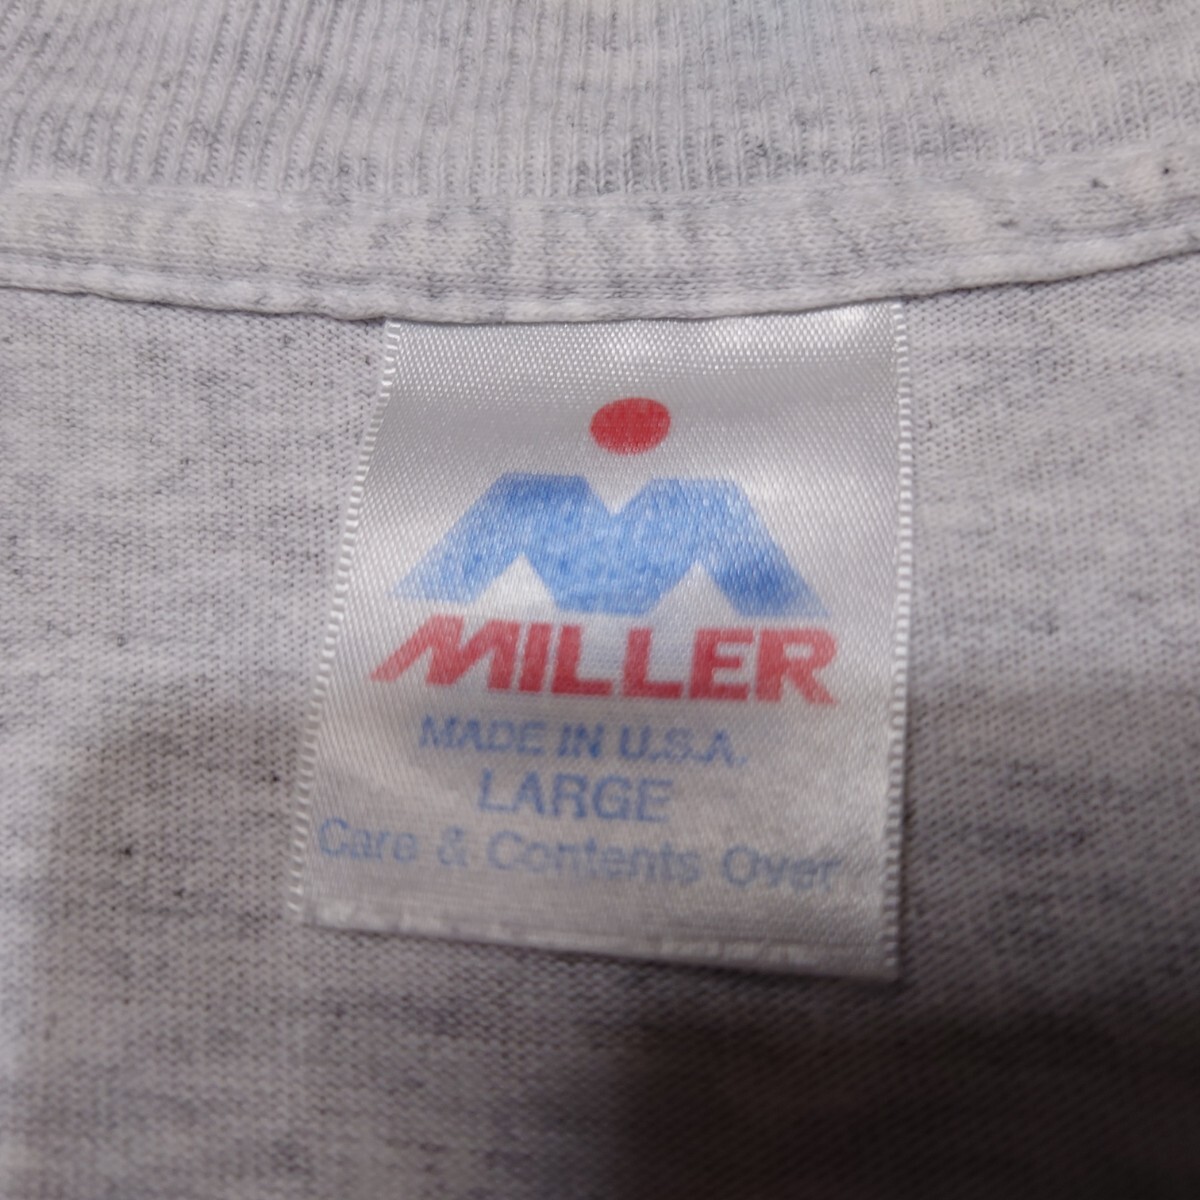 MILLER
MADE IN U.S.A.
LARGE
Care & Contents Over